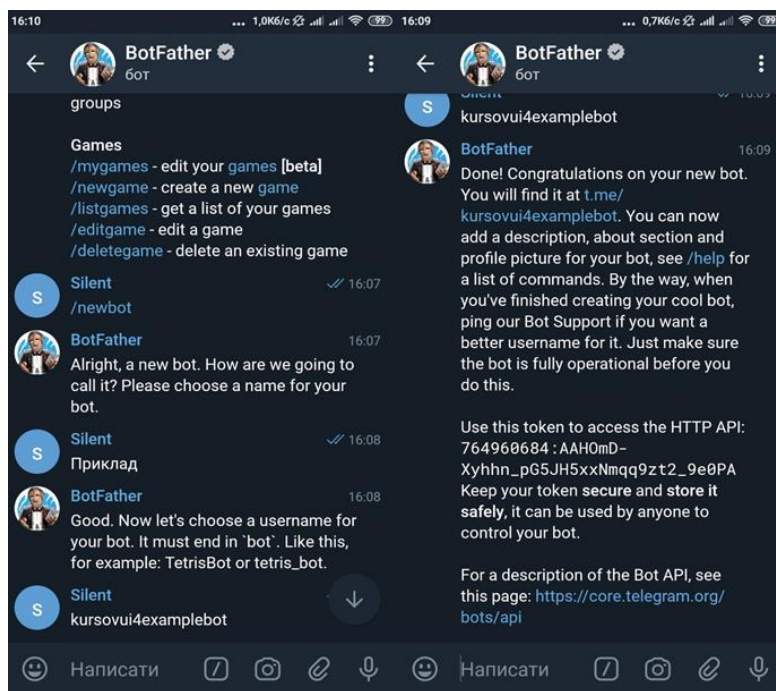 16:10
... 1,0Кб/с 99
BotFather
бот
groups
Games
/mygames - edit your games [beta]
/newgame - create a new game
/listgames - get a list of your games
/editgame - edit a game
/deletegame - delete an existing game
S
Silent 16:07
/newbot
BotFather 16:07
Alright, a new bot. How are we going to
call it? Please choose a name for your
bot.
S
Silent 16:08
Приклад
BotFather 16:08
Good. Now let's choose a username for
your bot. It must end in `bot`. Like this,
for example: TetrisBot or tetris_bot.
S
Silent
kursovui4examplebot
Написати
16:09
... 0,7Кб/с 99
BotFather
бот
S
Silent 16:09
kursovui4examplebot
BotFather 16:09
Done! Congratulations on your new bot.
You will find it at t.me/
kursovui4examplebot. You can now
add a description, about section and
profile picture for your bot, see /help for
a list of commands. By the way, when
you've finished creating your cool bot,
ping our Bot Support if you want a
better username for it. Just make sure
the bot is fully operational before you
do this.
Use this token to access the HTTP API:
764960684:AAHOmD-
Xyhhn_pG5JH5xxNmqq9zt2_9e0PA
Keep your token secure and store it
safely, it can be used by anyone to
control your bot.
For a description of the Bot API, see
this page: https://core.telegram.org/
bots/api
Написати